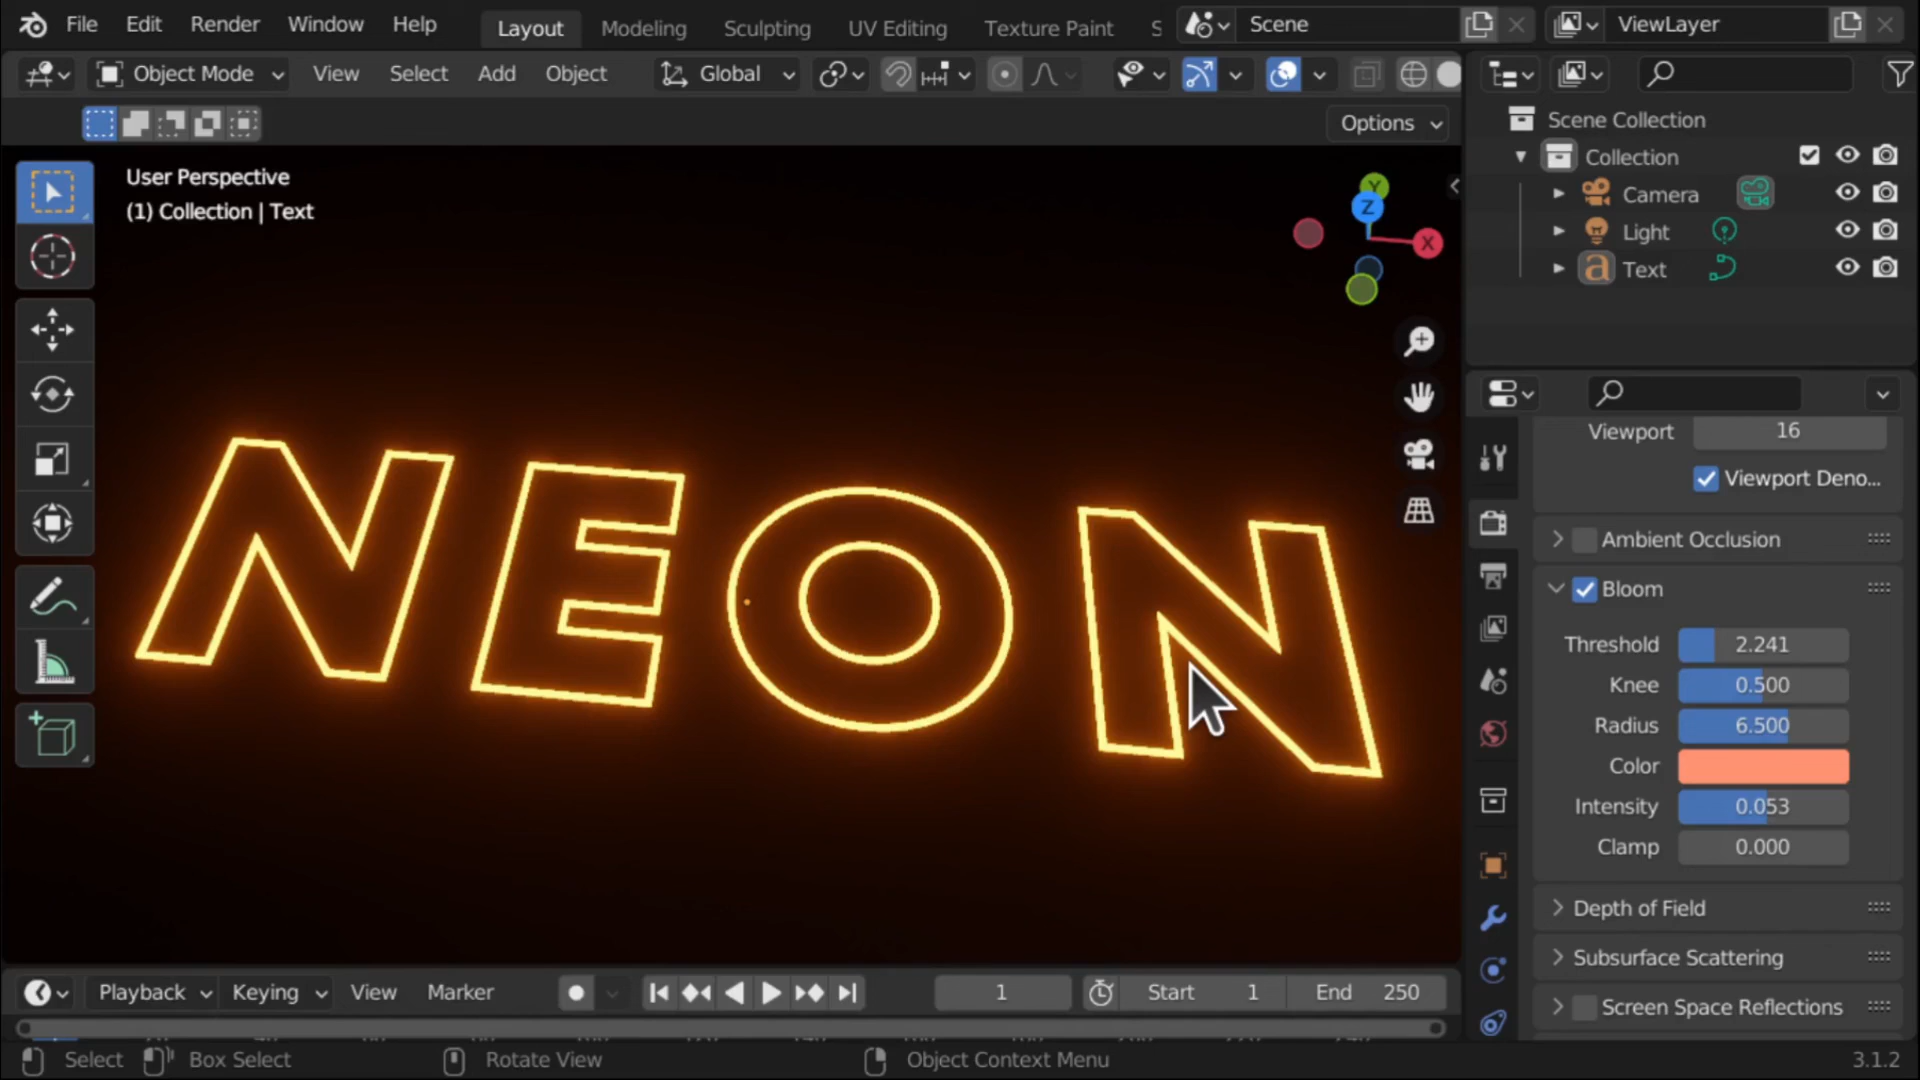 File Edit Render Window Help Layout Modeling Sculpting UV Editing Texture Paint S Scene ViewLayer
Object Mode View Select Add Object Global
Options
User Perspective
(1) Collection | Text
Y
Z
X
NEON
Scene Collection
Collection
Camera
Light
a Text
Viewport 16
Viewport Deno...
Ambient Occlusion
Bloom
Threshold 2.241
Knee 0.500
Radius 6.500
Color
Intensity 0.053
Clamp 0.000
Depth of Field
Subsurface Scattering
Screen Space Reflections
Playback Keying View Marker 1 Start 1 End 250
Select Box Select Rotate View Object Context Menu 3.1.2